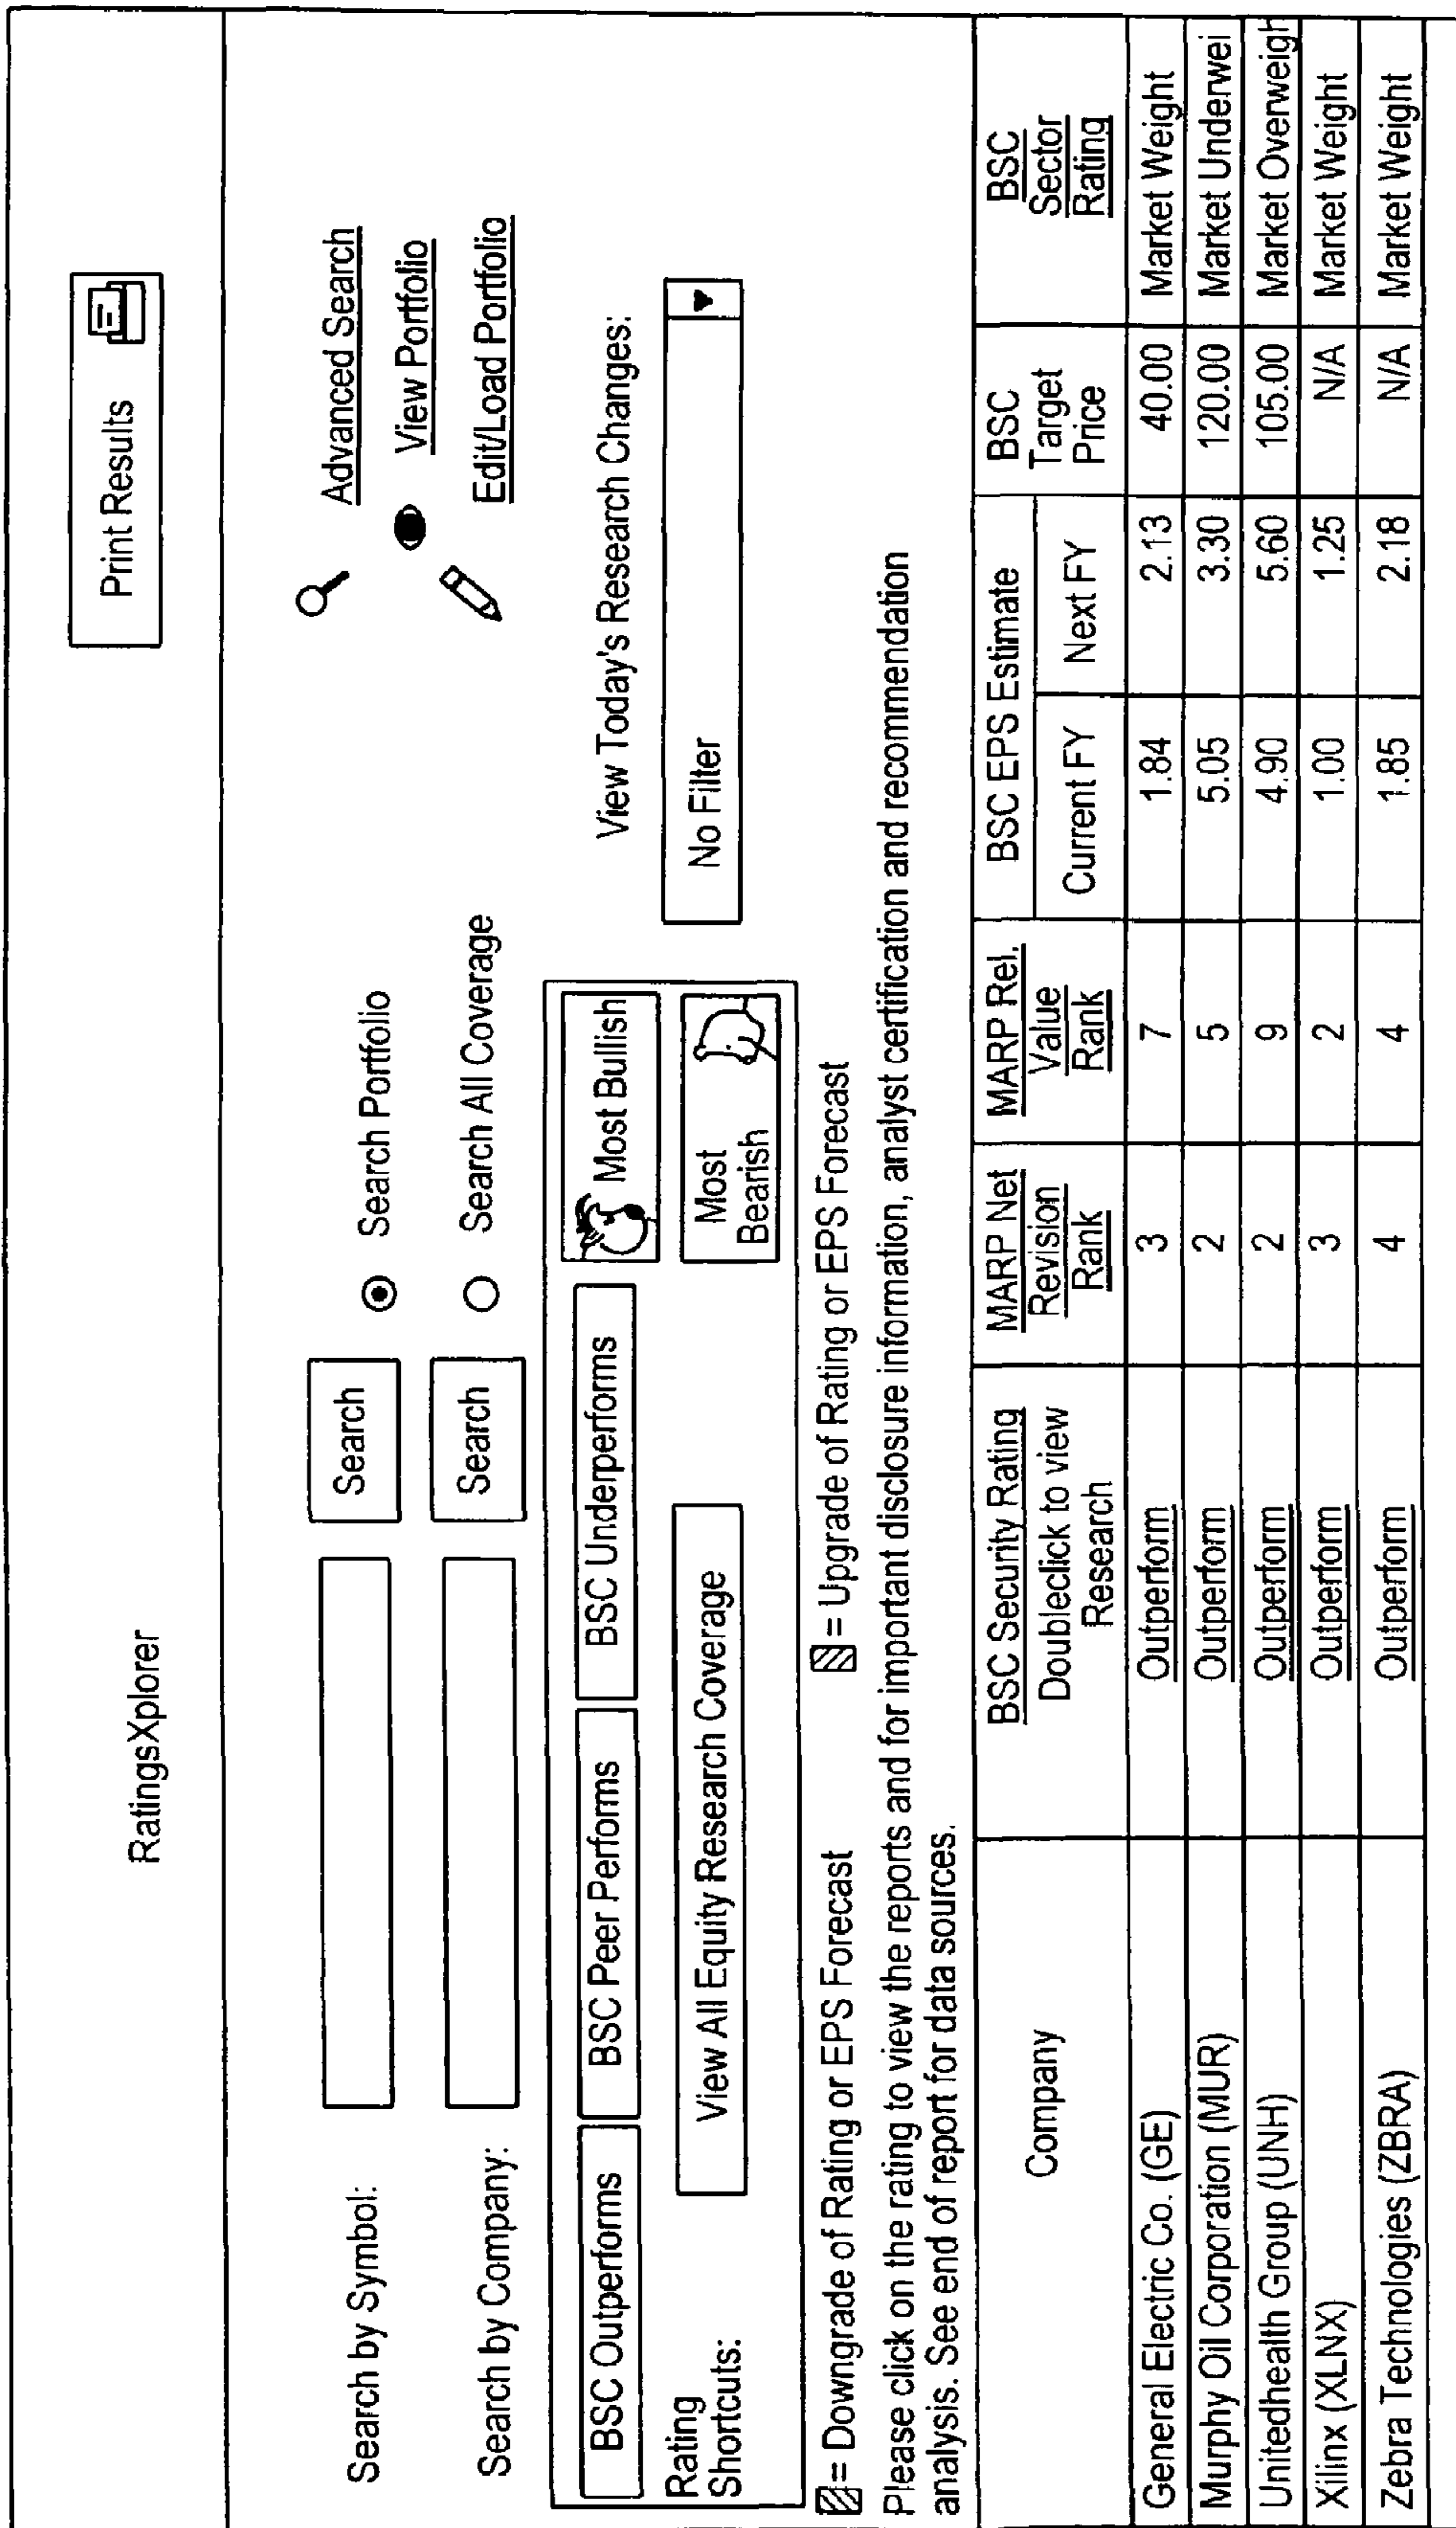 RatingsXplorer
Print Results
Search by Symbol:
Search
Search Portfolio
Advanced Search
View Portfolio
Search by Company:
Search
Search All Coverage
Edit/Load Portfolio
BSC Outperforms
BSC Peer Performs
BSC Underperforms
Most Bullish
View Today's Research Changes:
Rating
Shortcuts:
View All Equity Research Coverage
Most
Bearish
No Filter
= Downgrade of Rating or EPS Forecast
= Upgrade of Rating or EPS Forecast
Please click on the rating to view the reports and for important disclosure information, analyst certification and recommendation
analysis. See end of report for data sources.
Company
BSC Security Rating
Doubleclick to view
Research
MARP Net
Revision
Rank
MARP Rel.
Value
Rank
BSC EPS Estimate
Current FY
Next FY
BSC
Target
Price
BSC
Sector
Rating
General Electric Co. (GE) Outperform 3 7 1.84 2.13 40.00 Market Weight
Murphy Oil Corporation (MUR) Outperform 2 5 5.05 3.30 120.00 Market Underwei
Unitedhealth Group (UNH) Outperform 2 9 4.90 5.60 105.00 Market Overweigh
Xilinx (XLNX) Outperform 3 2 1.00 1.25 N/A Market Weight
Zebra Technologies (ZBRA) Outperform 4 4 1.85 2.18 N/A Market Weight